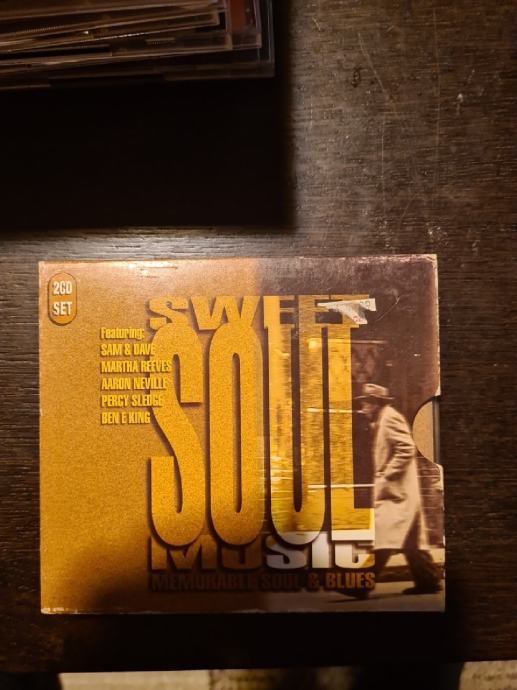 2CD
SET
SWEET
Featuring:
SAM & DAVE
MARTHA REEVES
AARON NEVILLE
PERCY SLEDGE
BEN E KING
SOUL
MUSIC
MEMORABLE SOUL & BLUES